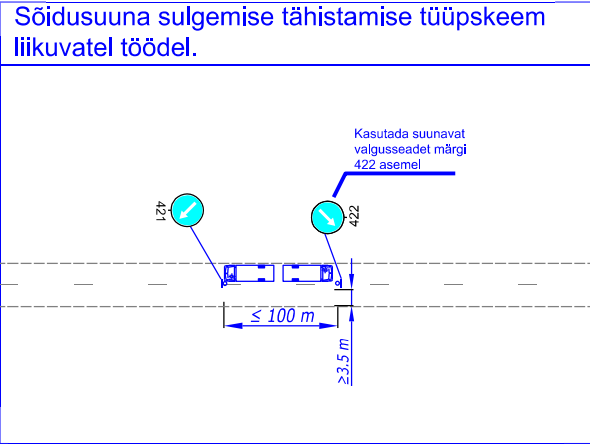 Sõidusuuna sulgemise tähistamise tüüpskeem
liikuvatel töödel.
Kasutada suunavat
valgusseadet märgi
422 asemel
421
422
≤ 100 m
≥3.5 m